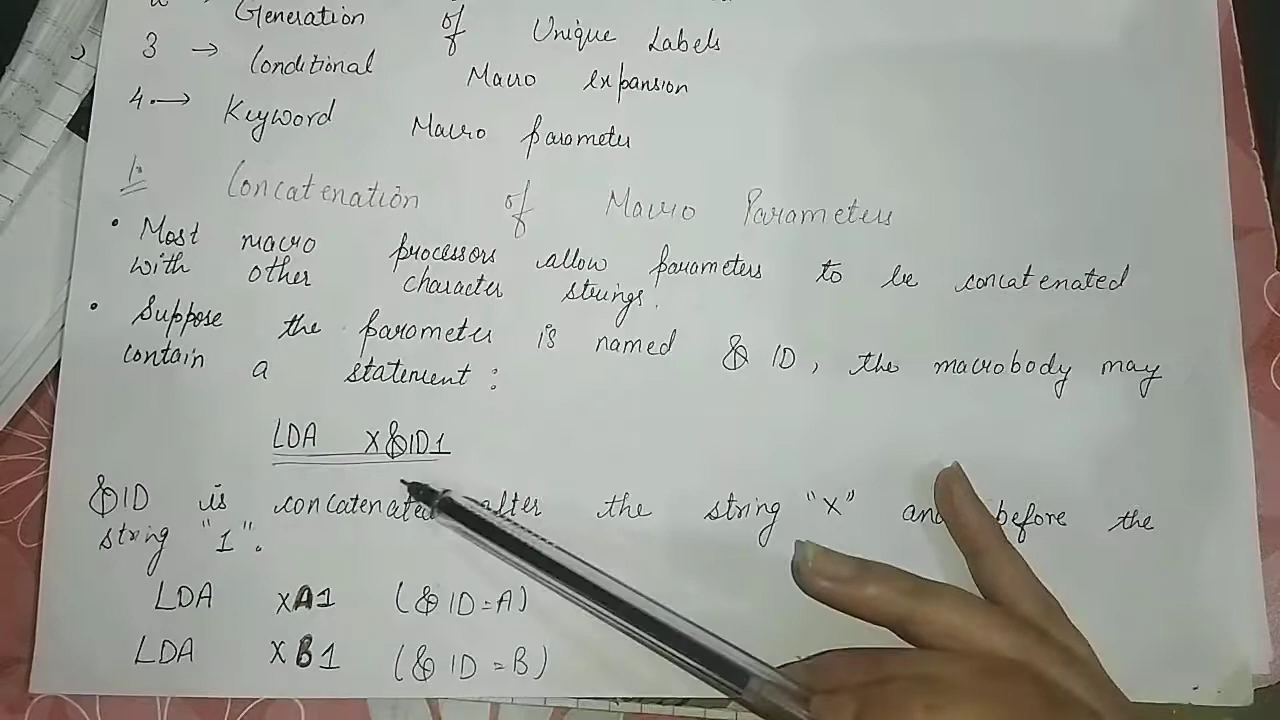 Generation of Unique Labels
3 → Conditional Macro expansion
4. → Keyword Macro parameter
1. Concatenation of Macro Parameters
• Most macro processors allow parameters to be concatenated
with other character strings.
• Suppose the parameter is named & ID, the macrobody may
contain a statement :
LDA X&ID1
&ID is concatenated after the string "X" and before the
string "1".
LDA XA1 (& ID = A)
LDA XB1 (& ID = B)